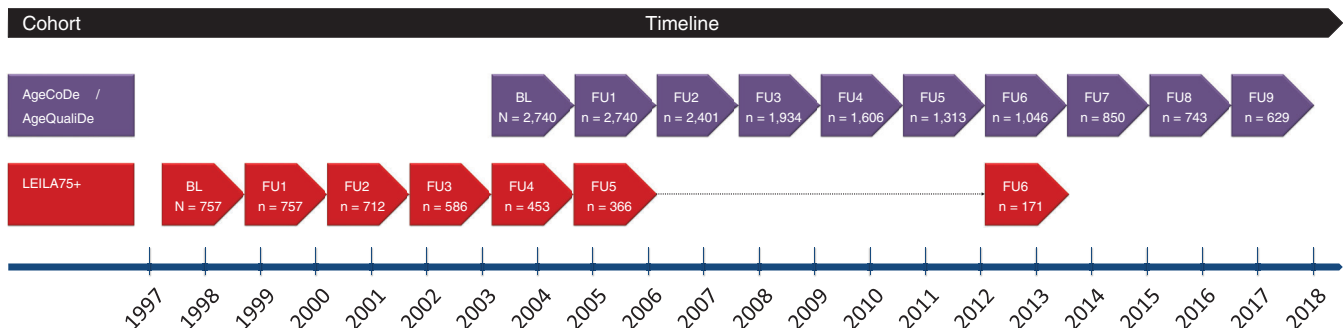 Cohort Timeline
AgeCoDe /
AgeQualiDe
BL
N = 2,740
FU1
n = 2,740
FU2
n = 2,401
FU3
n = 1,934
FU4
n = 1,606
FU5
n = 1,313
FU6
n = 1,046
FU7
n = 850
FU8
n = 743
FU9
n = 629
LEILA75+
BL
N = 757
FU1
n = 757
FU2
n = 712
FU3
n = 586
FU4
n = 453
FU5
n = 366
FU6
n = 171
1997
1998
1999
2000
2001
2002
2003
2004
2005
2006
2007
2008
2009
2010
2011
2012
2013
2014
2015
2016
2017
2018